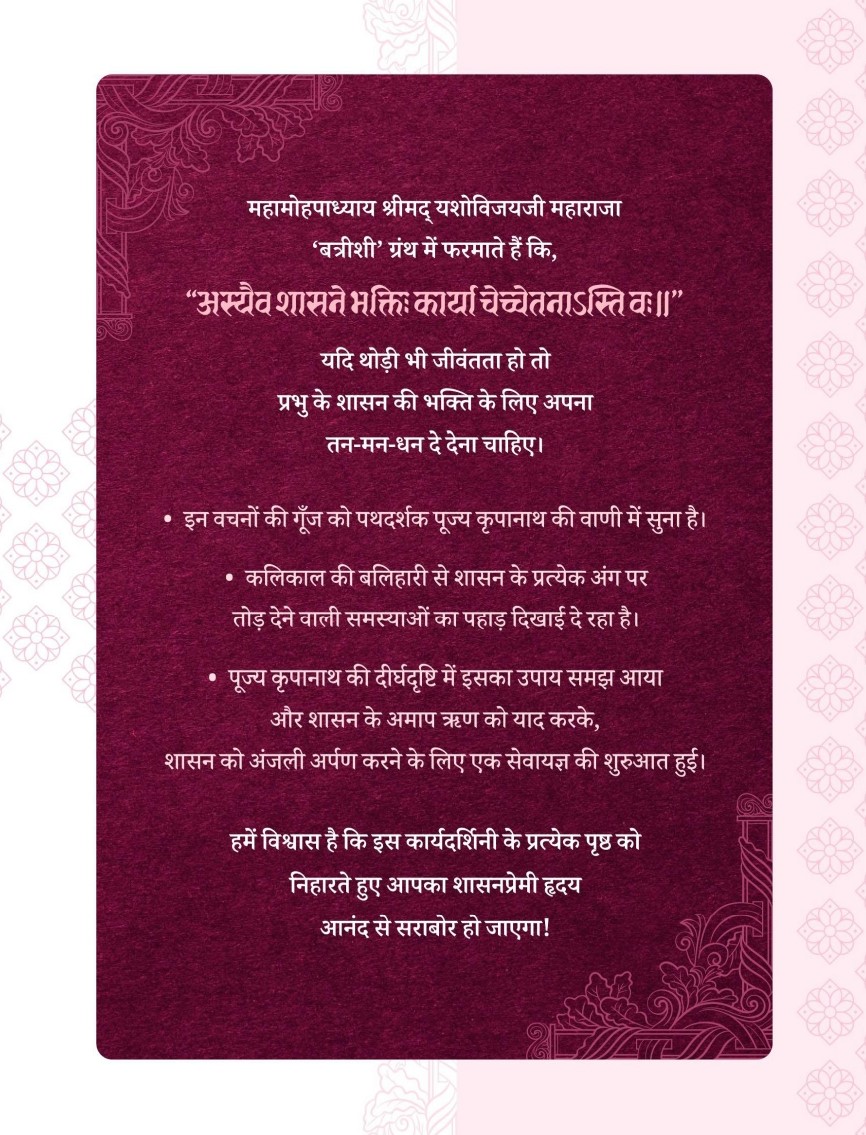 महामोहपाध्याय श्रीमद् यशोविजयजी महाराजा
‘बत्रीशी’ ग्रंथ में फरमाते हैं कि,
“अस्यैव शासने भक्तिः कार्या चेच्चेतनाऽस्ति वः॥”
यदि थोड़ी भी जीवंतता हो तो
प्रभु के शासन की भक्ति के लिए अपना
तन-मन-धन दे देना चाहिए।
• इन वचनों की गूँज को पथदर्शक पूज्य कृपानाथ की वाणी में सुना है।
• कलिकाल की बलिहारी से शासन के प्रत्येक अंग पर
तोड़ देने वाली समस्याओं का पहाड़ दिखाई दे रहा है।
• पूज्य कृपानाथ की दीर्घदृष्टि में इसका उपाय समझ आया
और शासन के अमाप ऋण को याद करके,
शासन को अंजली अर्पण करने के लिए एक सेवायज्ञ की शुरुआत हुई।
हमें विश्वास है कि इस कार्यदर्शिनी के प्रत्येक पृष्ठ को
निहारते हुए आपका शासनप्रेमी हृदय
आनंद से सराबोर हो जाएगा!